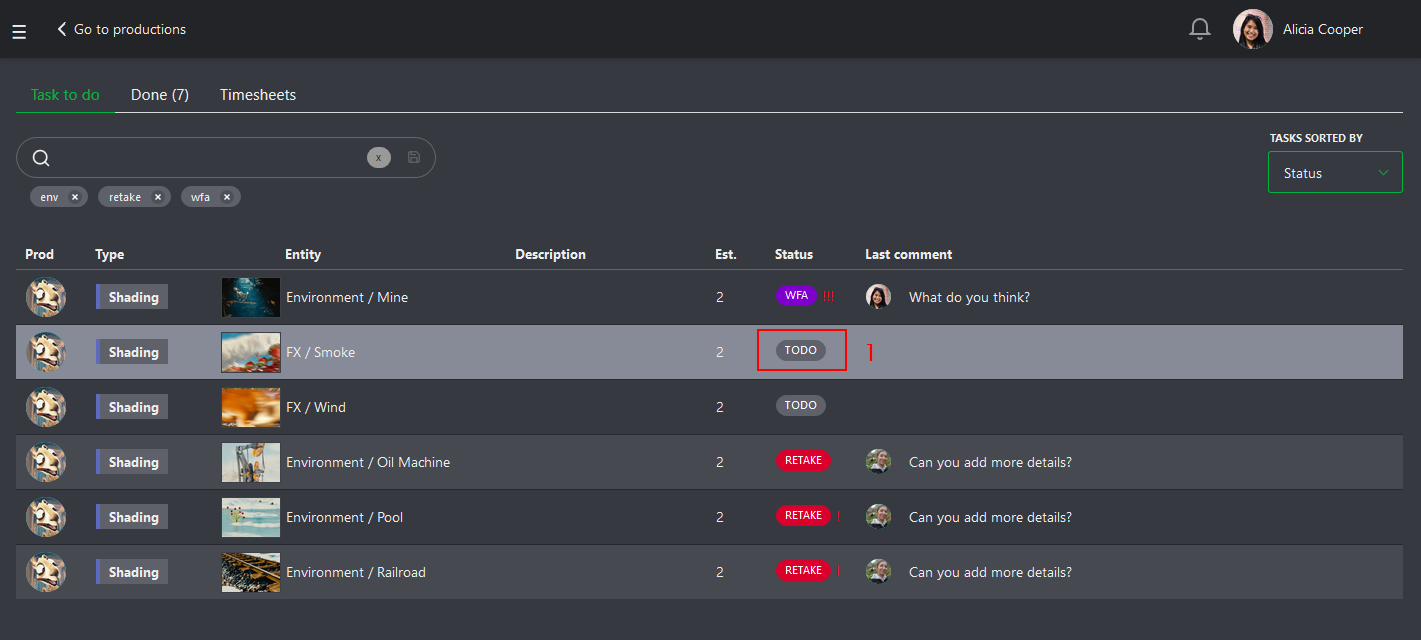 Go to productions
Alicia Cooper
Task to do Done (7) Timesheets
x
TASKS SORTED BY
Status
env x retake x wfa x
Prod Type Entity Description Est. Status Last comment
Shading Environment / Mine 2 WFA !!! What do you think?
Shading FX / Smoke 2 TODO 1
Shading FX / Wind 2 TODO
Shading Environment / Oil Machine 2 RETAKE Can you add more details?
Shading Environment / Pool 2 RETAKE ! Can you add more details?
Shading Environment / Railroad 2 RETAKE ! Can you add more details?